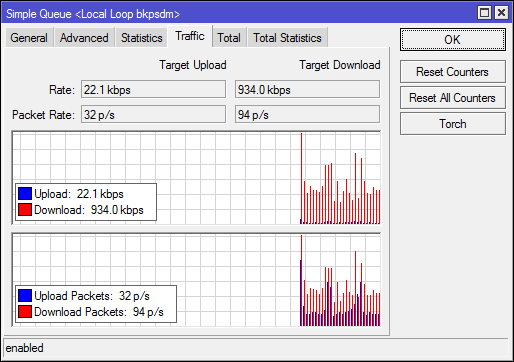 Simple Queue <Local Loop bkpsdm>
General Advanced Statistics Traffic Total Total Statistics
Target Upload Target Download
Rate: 22.1 kbps 934.0 kbps
Packet Rate: 32 p/s 94 p/s
Upload: 22.1 kbps
Download: 934.0 kbps
Upload Packets: 32 p/s
Download Packets: 94 p/s
OK
Reset Counters
Reset All Counters
Torch
enabled